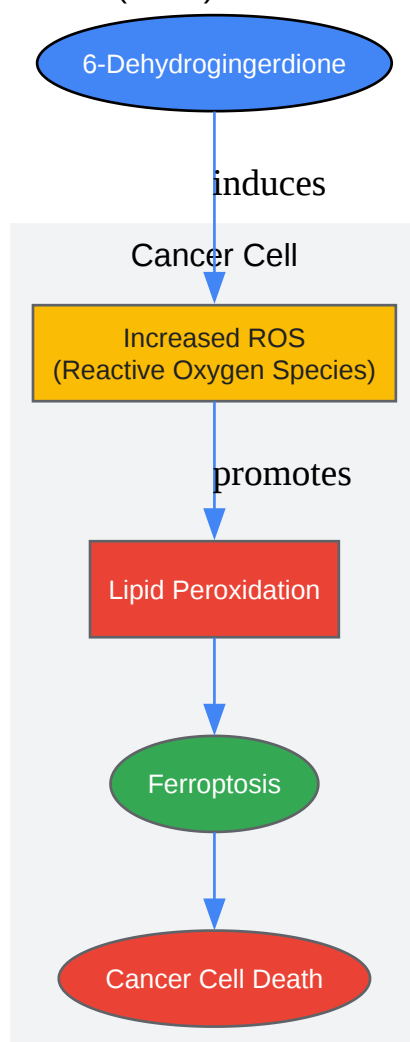 6-Dehydrogingerdione
induces
Cancer Cell
Increased ROS
(Reactive Oxygen Species)
promotes
Lipid Peroxidation
Ferroptosis
Cancer Cell Death